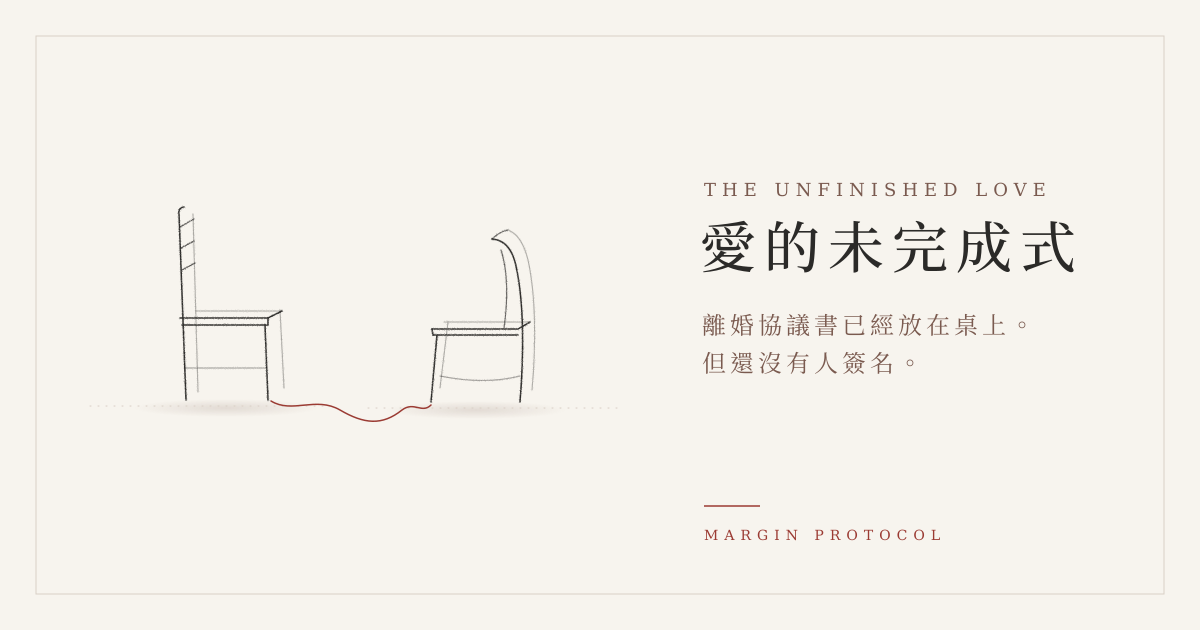 THE UNFINISHED LOVE
愛的未完成式
離婚協議書已經放在桌上。
但還沒有人簽名。
MARGIN PROTOCOL